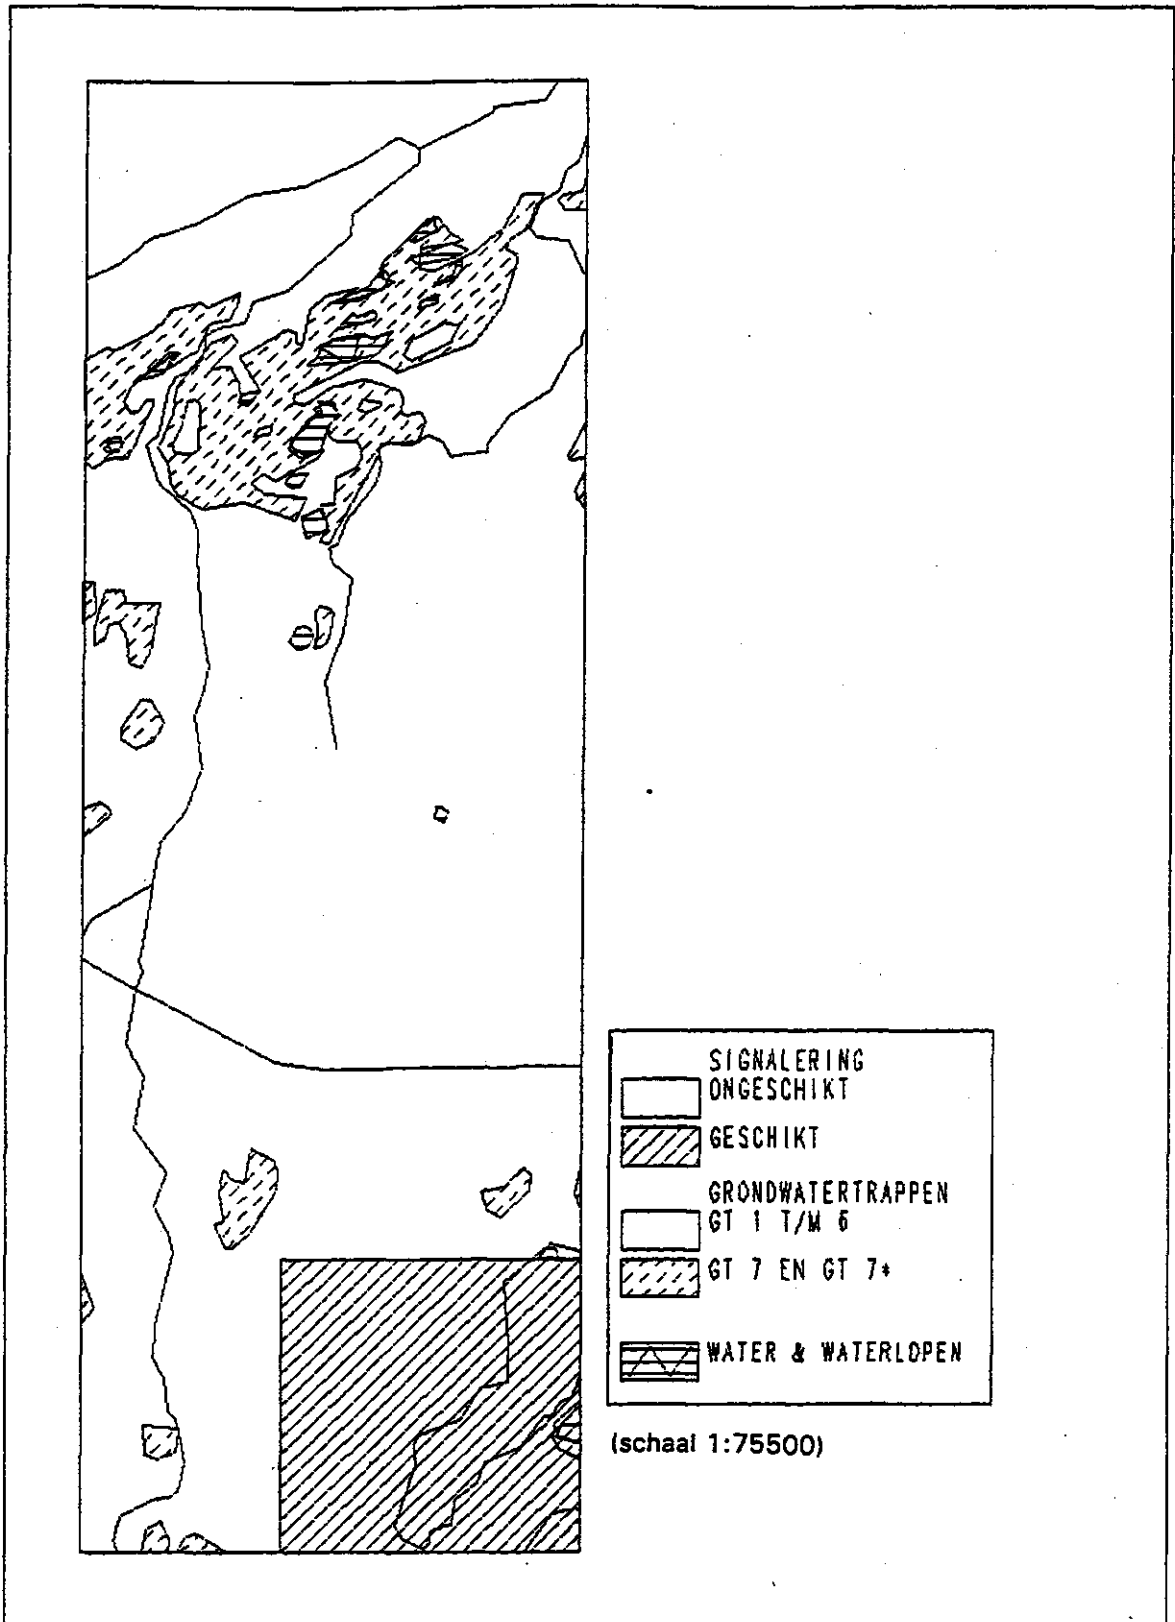 SIGNALERING
ONGESCHIKT
GESCHIKT
GRONDWATERTRAPPEN
GT 1 T/M 6
GT 7 EN GT 7*
WATER & WATERLOPEN
(schaal 1:75500)